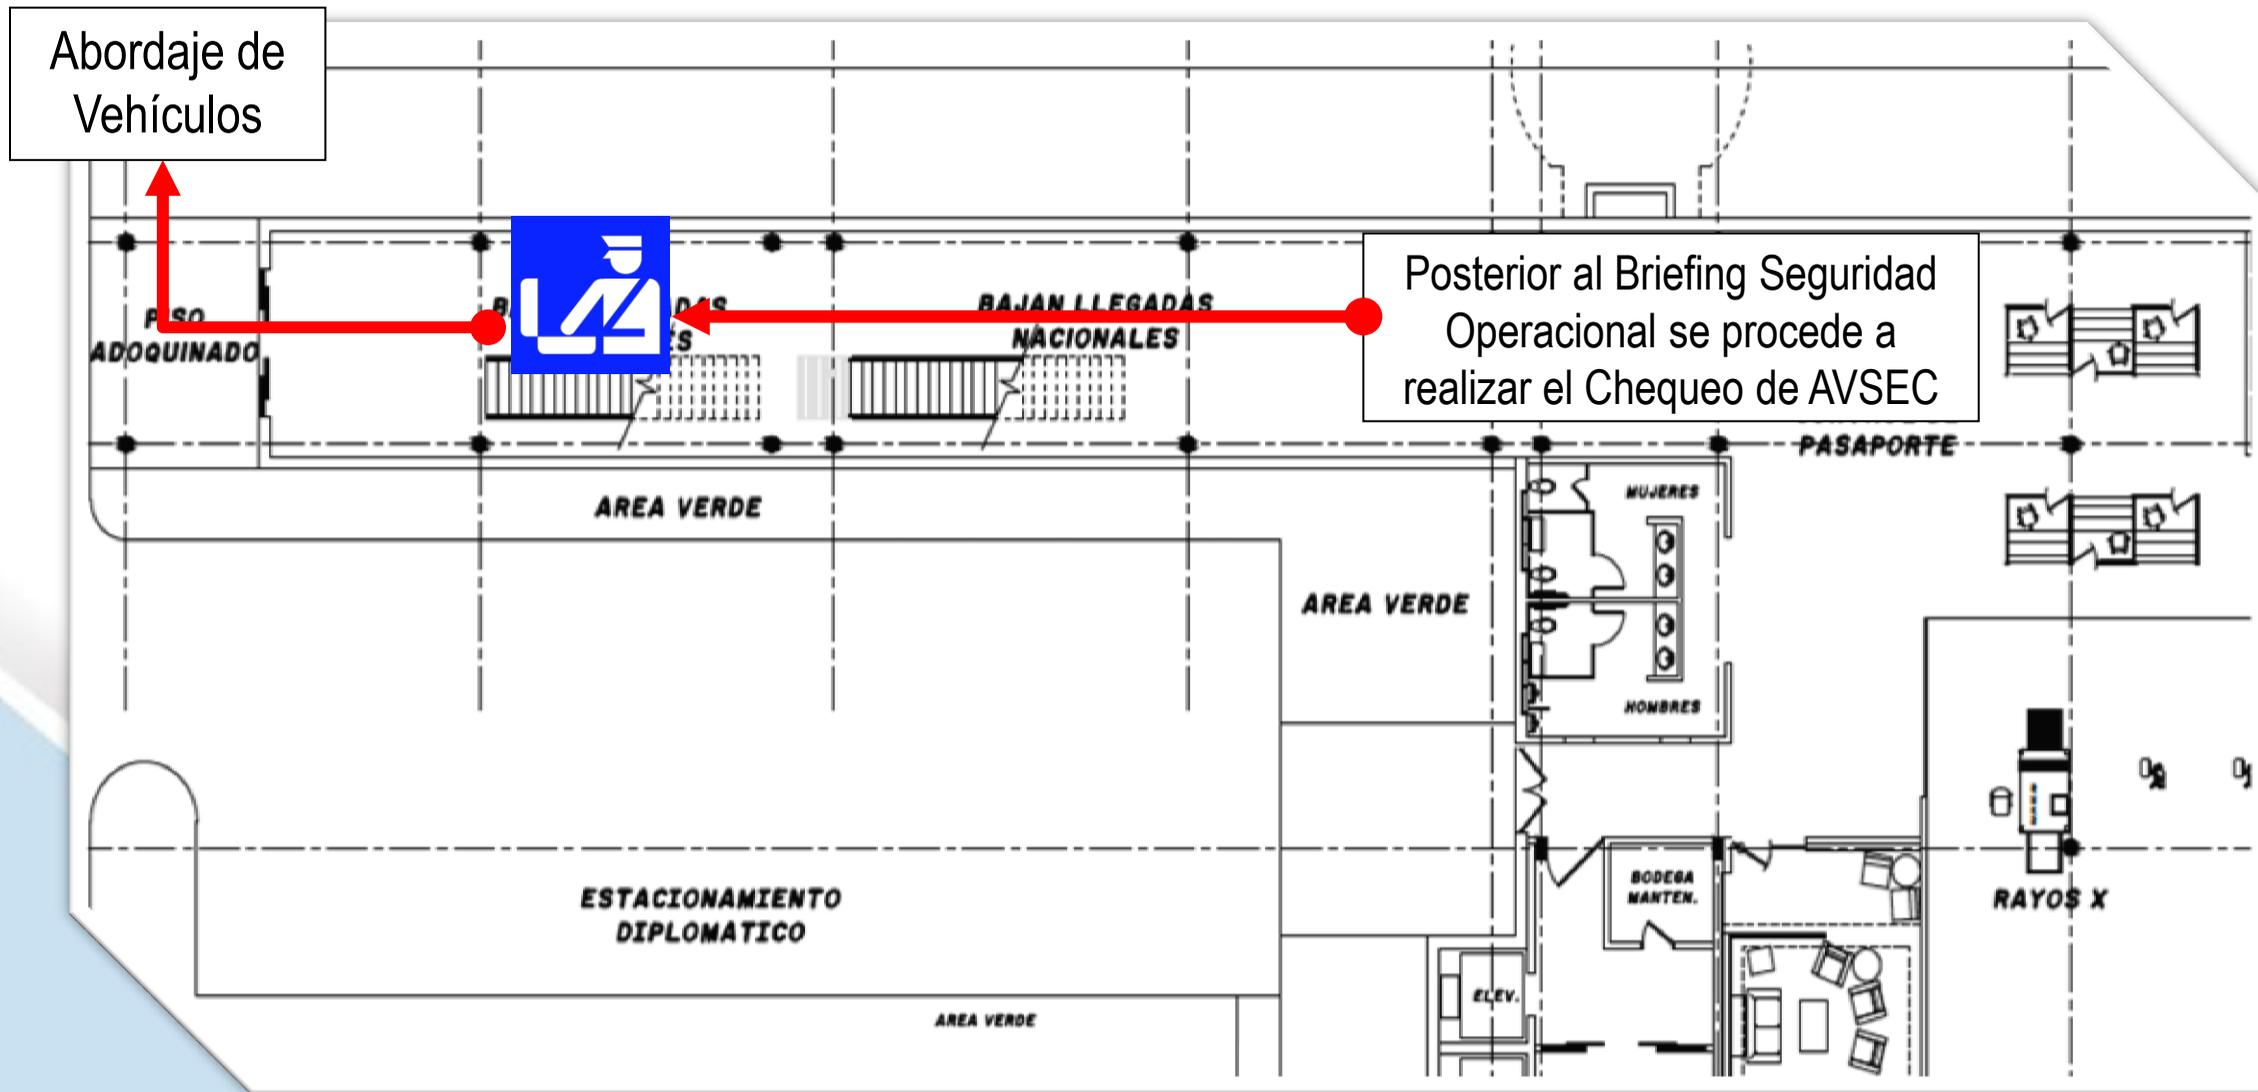 Abordaje de
Vehículos
Posterior al Briefing Seguridad
Operacional se procede a
realizar el Chequeo de AVSEC
BAJAN LLEGADAS
NACIONALES
PISO
ADOQUINADO
PASAPORTE
MUJERES
AREA VERDE
AREA VERDE
HOMBRES
BODEGA
MANTEN.
ESTACIONAMIENTO
DIPLOMATICO
RAYOS X
ELEV.
AREA VERDE